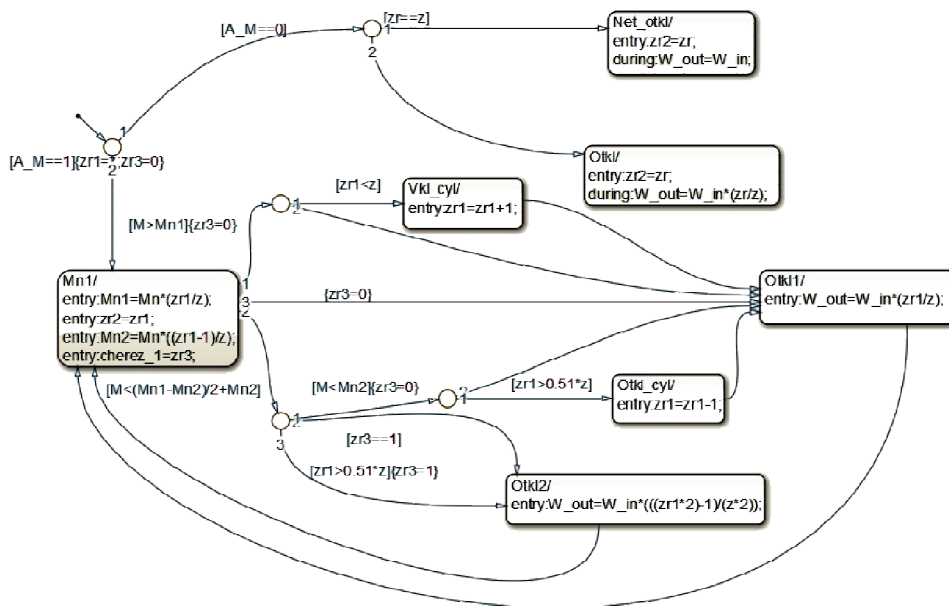 [A_M==0]
[zr==z]
1
2
Net_otkl/
entry:zr2=zr;
during:W_out=W_in;
1
[A_M==1]{zr1=z;zr3=0}
2
Otkl/
entry:zr2=zr;
during:W_out=W_in*(zr/z);
[zr1<z]
1
2
Vkl_cyl/
entry:zr1=zr1+1;
[M>Mn1]{zr3=0}
Mn1/
entry:Mn1=Mn*(zr1/z);
entry:zr2=zr1;
entry:Mn2=Mn*((zr1-1)/z);
entry:cherez_1=zr3;
1
3
2
{zr3=0}
Otkl1/
entry:W_out=W_in*(zr1/z);
[M<(Mn1-Mn2)/2+Mn2]
[M<Mn2]{zr3=0}
2
1
[zr1>0.51*z]
Otkl_cyl/
entry:zr1=zr1-1;
1
2
3
[zr3==1]
[zr1>0.51*z]{zr3=1}
Otkl2/
entry:W_out=W_in*(((zr1*2)-1)/(z*2));